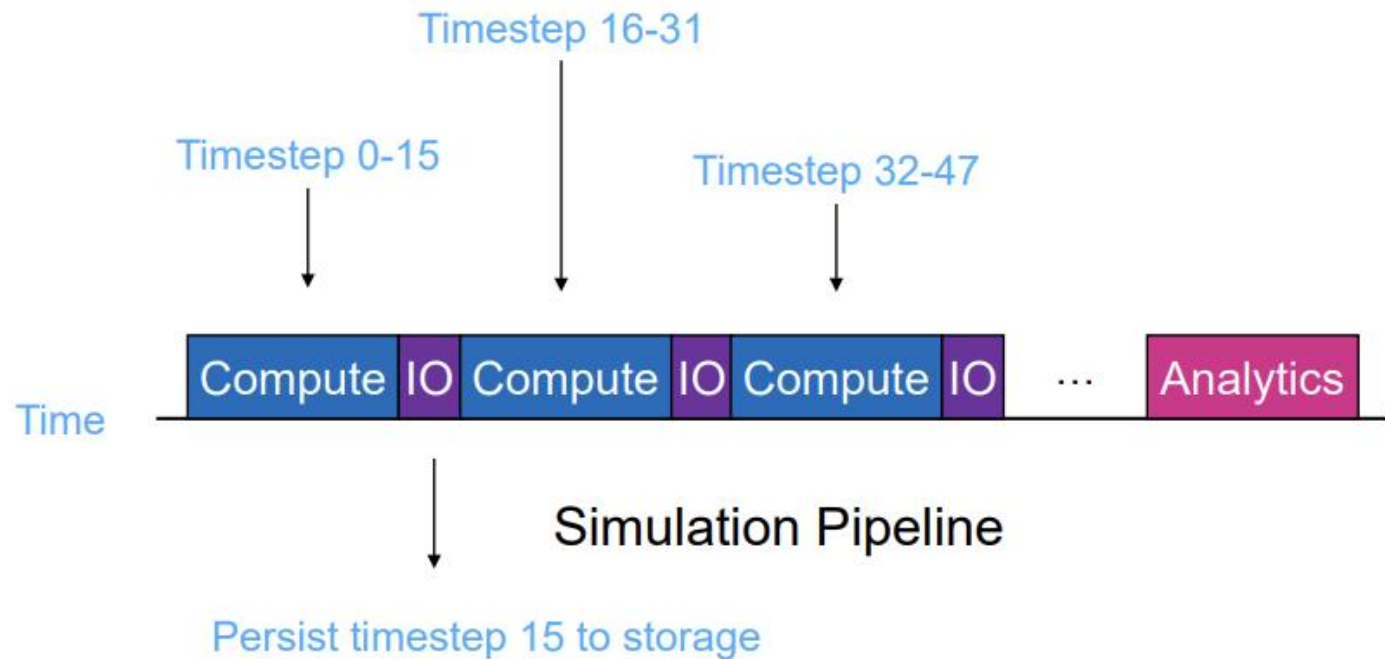 Timestep 16-31
Timestep 0-15
Timestep 32-47
Compute IO Compute IO Compute IO ... Analytics
Time
Simulation Pipeline
Persist timestep 15 to storage